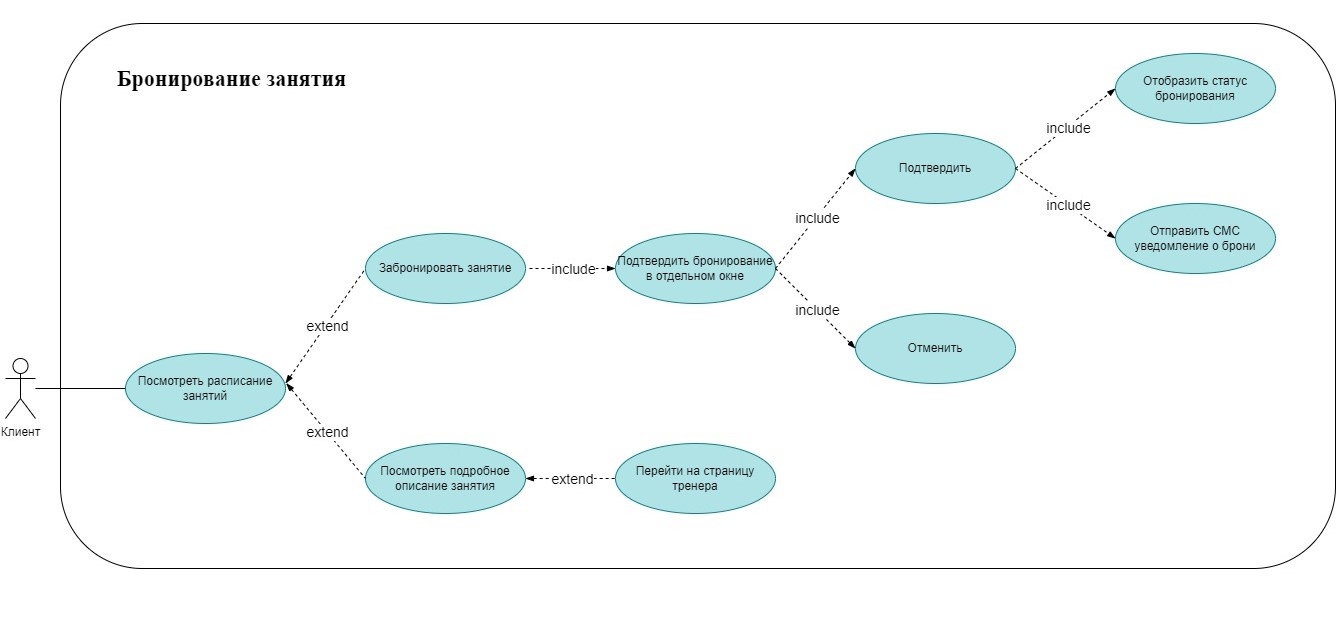 Бронирование занятия
Отобразить статус
бронирования
include
Подтвердить
include
Отправить СМС
уведомление о брони
include
Забронировать занятие
include
Подтвердить бронирование
в отдельном окне
include
Отменить
extend
Посмотреть расписание
занятий
Клиент
extend
Посмотреть подробное
описание занятия
extend
Перейти на страницу
тренера